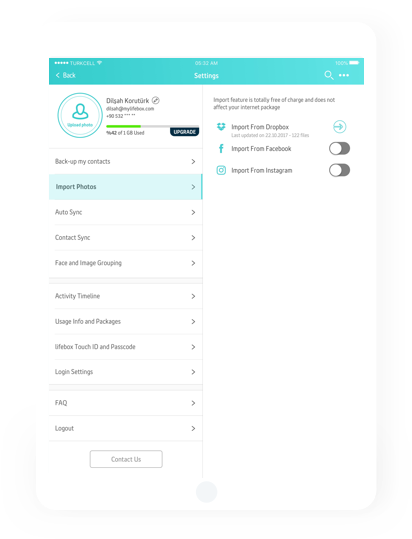 TURKCELL
05:32 AM
100%
Back
Settings
Upload photo
Dilşah Korutürk
dilsah@mylifebox.com
+90 532 *** **
%42 of 1 GB Used
UPGRADE
Back-up my contacts
Import Photos
Auto Sync
Contact Sync
Face and Image Grouping
Activity Timeline
Usage Info and Packages
lifebox Touch ID and Passcode
Login Settings
FAQ
Logout
Contact Us
Import feature is totally free of charge and does not
affect your internet package
Import From Dropbox
Last updated on 22.10.2017 - 122 files
Import From Facebook
Import From Instagram